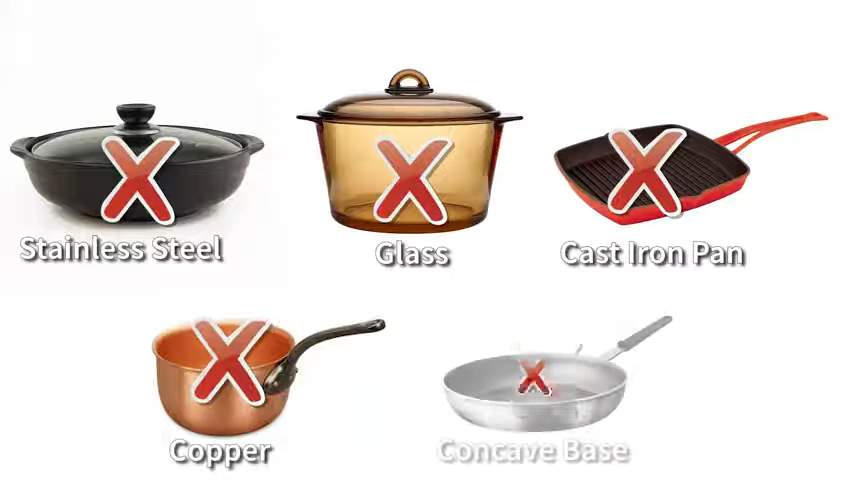 Stainless Steel
Glass
Cast Iron Pan
Copper
Concave Base